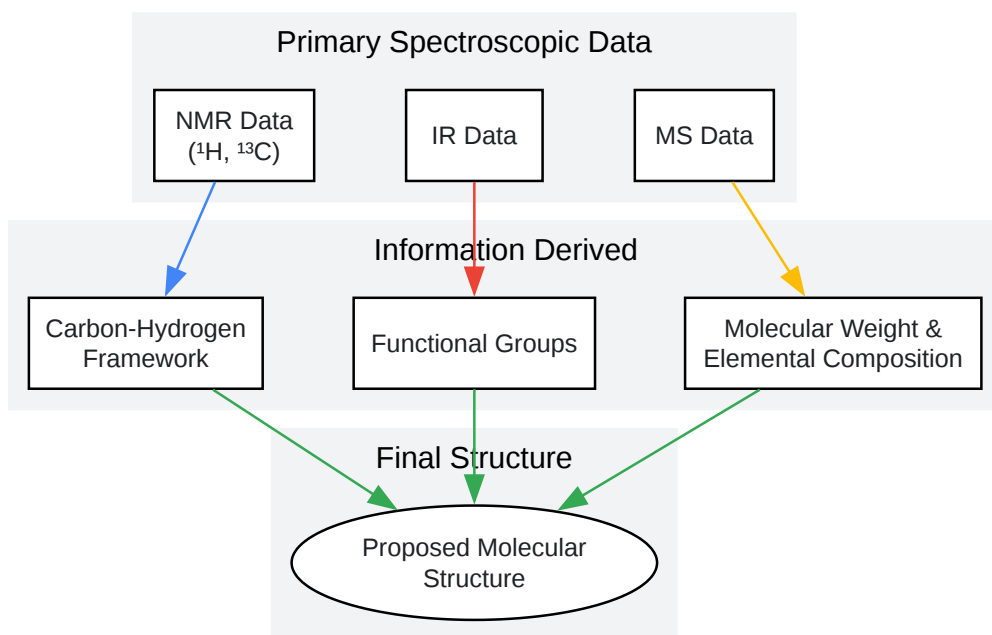 Primary Spectroscopic Data
NMR Data
(¹H, ¹³C)
IR Data
MS Data
Information Derived
Carbon-Hydrogen
Framework
Functional Groups
Molecular Weight &
Elemental Composition
Final Structure
Proposed Molecular
Structure